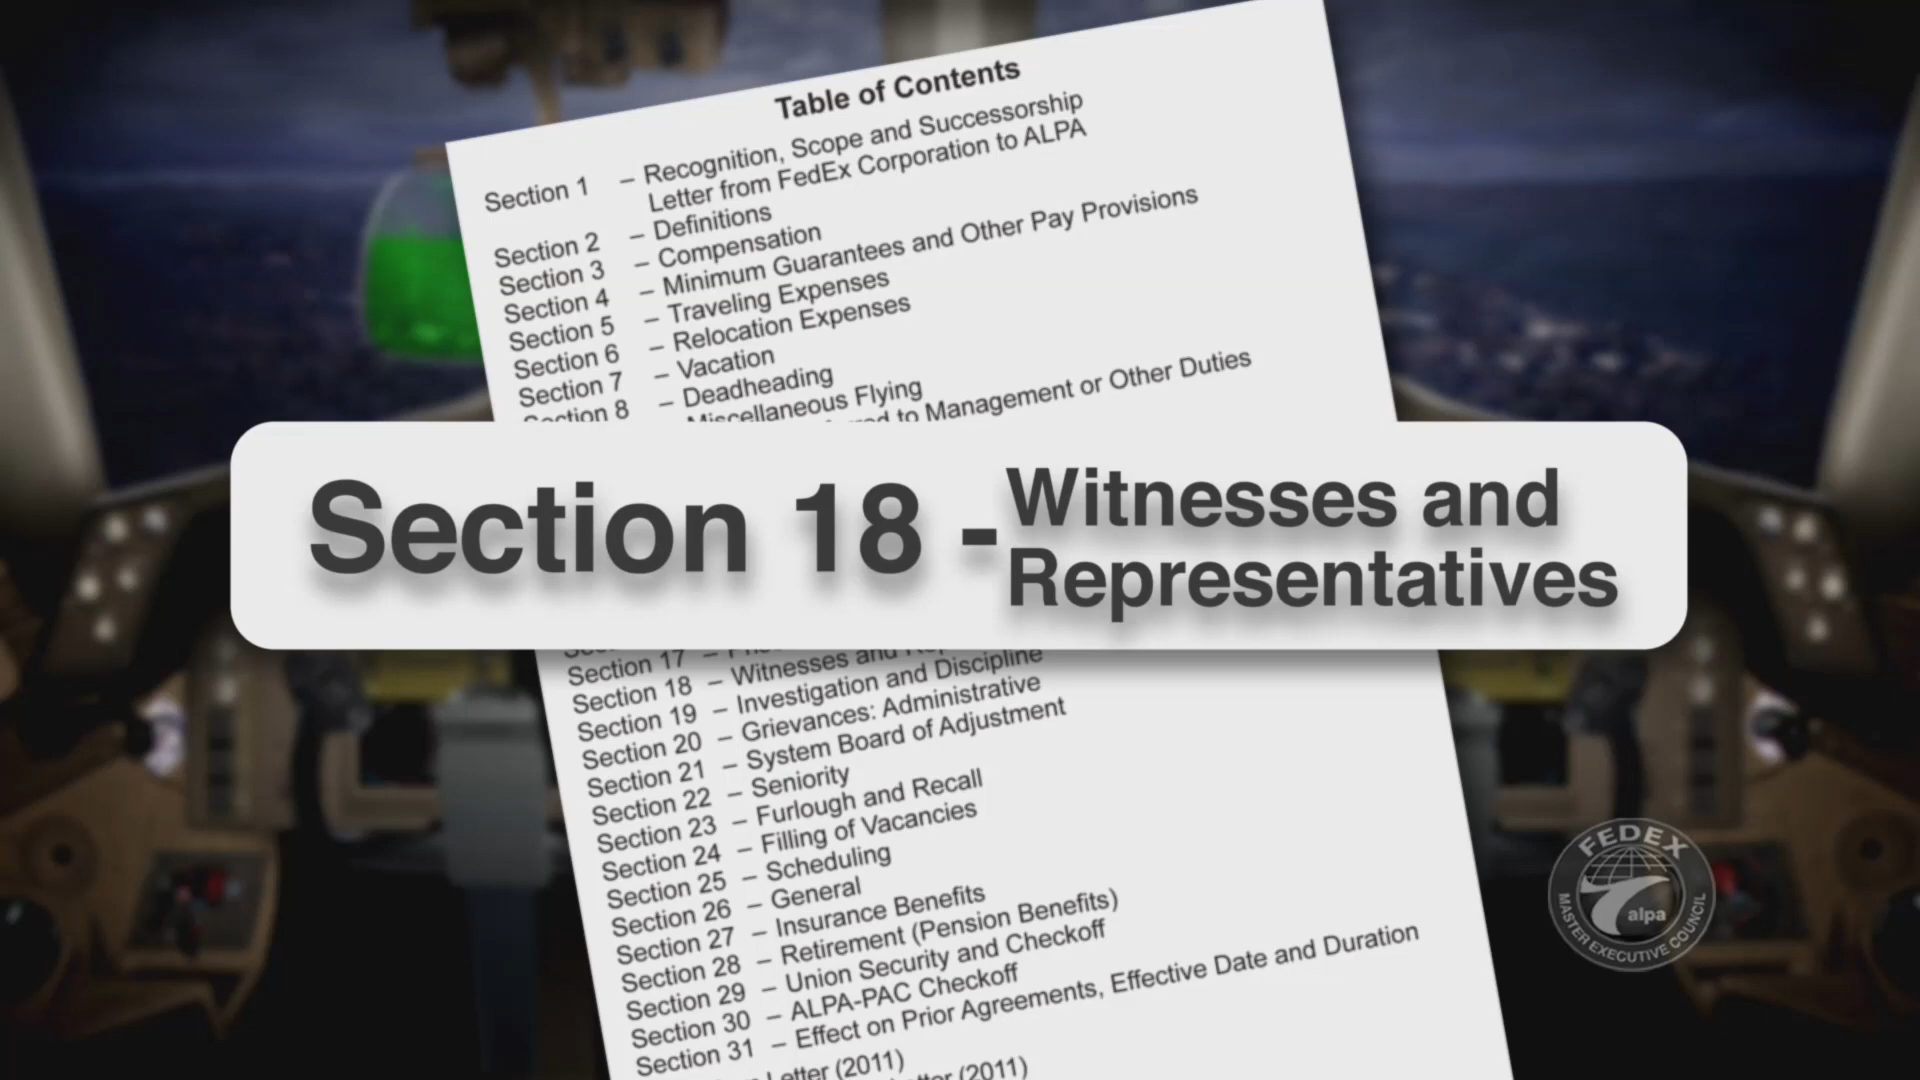 Table of Contents
Section 1 – Recognition, Scope and Successorship
Letter from FedEx Corporation to ALPA
Section 2 – Definitions
Section 3 – Compensation
Section 4 – Minimum Guarantees and Other Pay Provisions
Section 5 – Traveling Expenses
Section 6 – Relocation Expenses
Section 7 – Vacation
Section 8 – Deadheading
Miscellaneous Flying
to Management or Other Duties
Section 18 - Witnesses and
Representatives
Section 17 –
Section 18 – Witnesses and
Section 19 – Investigation and Discipline
Section 20 – Grievances: Administrative
Section 21 – System Board of Adjustment
Section 22 – Seniority
Section 23 – Furlough and Recall
Section 24 – Filling of Vacancies
Section 25 – Scheduling
Section 26 – General
Section 27 – Insurance Benefits
Section 28 – Retirement (Pension Benefits)
Section 29 – Union Security and Checkoff
Section 30 – ALPA-PAC Checkoff
Section 31 – Effect on Prior Agreements, Effective Date and Duration
Letter (2011)
(2011)
FEDEX
alpa
MASTER EXECUTIVE COUNCIL